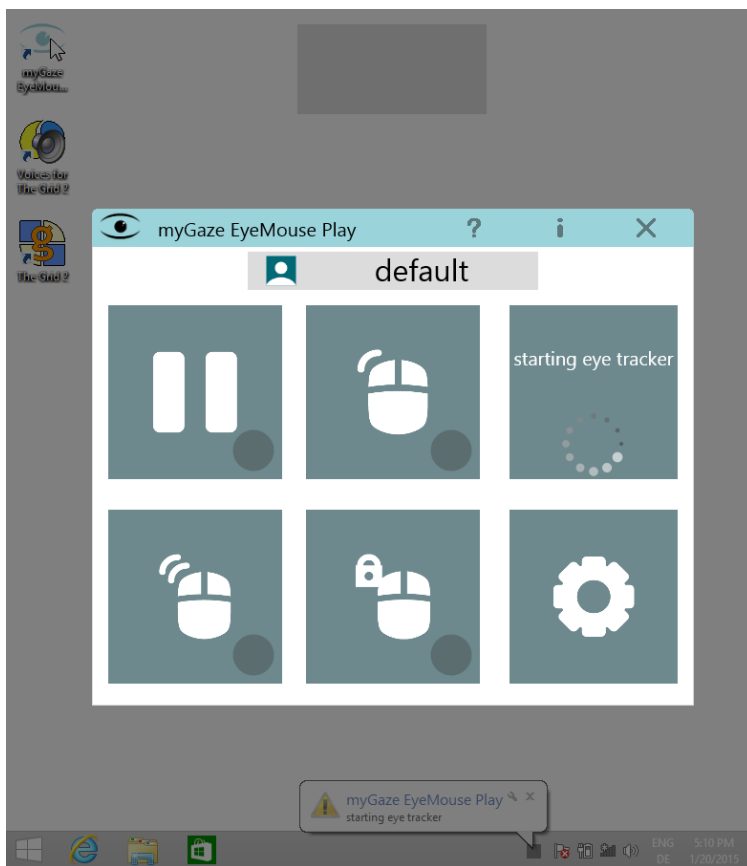 myGaze
EyeMou...
Voices for
The Grid 2
The Grid 2
myGaze EyeMouse Play ? i
default
starting eye tracker
myGaze EyeMouse Play
starting eye tracker
ENG 5:10 PM
DE 1/20/2015